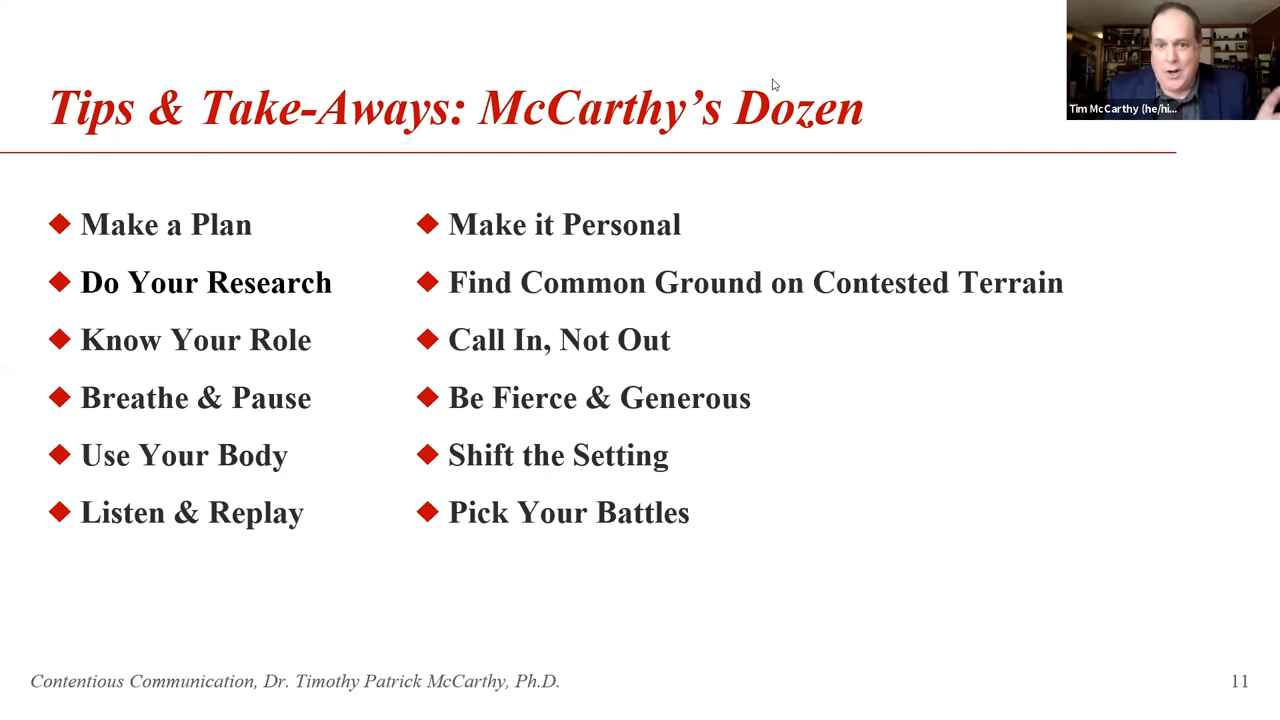 Tips & Take-Aways: McCarthy’s Dozen
Tim McCarthy (he/hi...
Make a Plan
Do Your Research
Know Your Role
Breathe & Pause
Use Your Body
Listen & Replay
Make it Personal
Find Common Ground on Contested Terrain
Call In, Not Out
Be Fierce & Generous
Shift the Setting
Pick Your Battles
Contentious Communication, Dr. Timothy Patrick McCarthy, Ph.D.
11